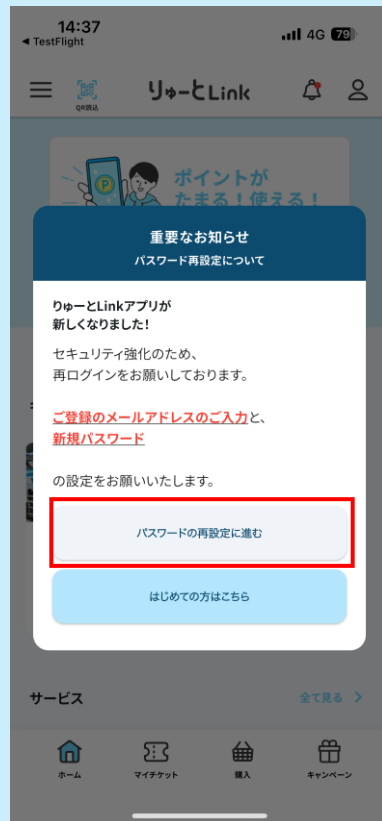 14:37
4G 79
◀ TestFlight
QR読込
りゅーとLink
ポイントが
たまる！使える！
重要なお知らせ
パスワード再設定について
りゅーとLinkアプリが
新しくなりました！
セキュリティ強化のため、
再ログインをお願いしております。
ご登録のメールアドレスのご入力と、
新規パスワード
の設定をお願いいたします。
パスワードの再設定に進む
はじめての方はこちら
サービス
全て見る
ホーム
マイチケット
購入
キャンペーン